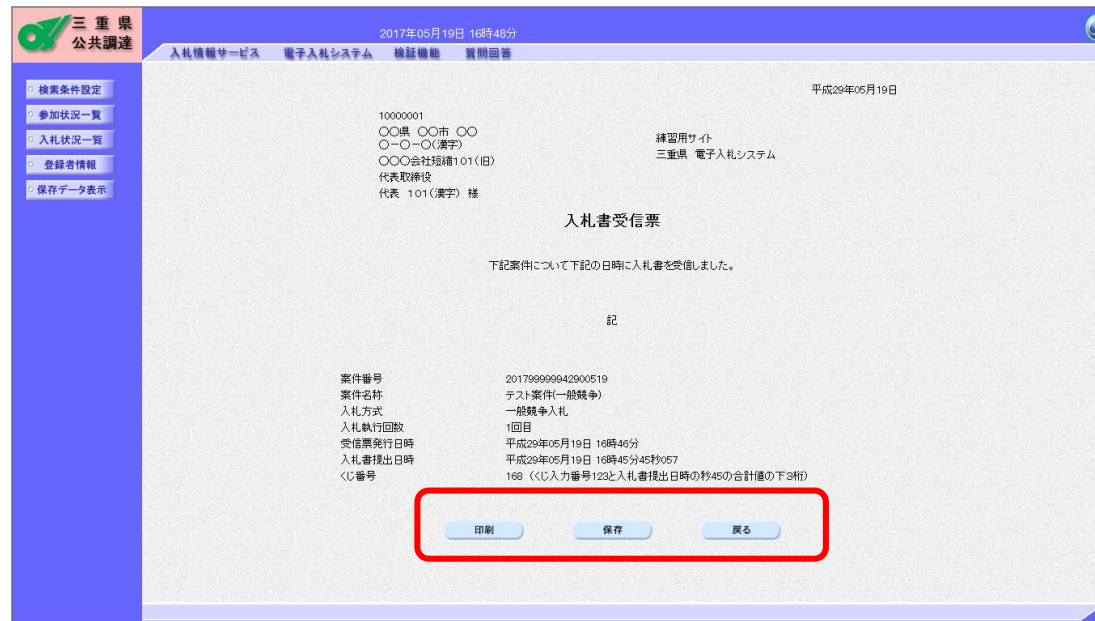 三重県
公共調達
2017年05月19日 16時48分
入札情報サービス 電子入札システム 検証機能 質問回答
検索条件設定
参加状況一覧
入札状況一覧
登録者情報
保存データ表示
平成29年05月19日
10000001
〇〇県 〇〇市 〇〇
〇-〇-〇(漢字)
〇〇〇会社短縮101(旧)
代表取締役
代表 101(漢字) 様
練習用サイト
三重県 電子入札システム
入札書受信票
下記案件について下記の日時に入札書を受信しました。
記
案件番号 201799999942900519
案件名称 テスト案件(一般競争)
入札方式 一般競争入札
入札執行回数 1回目
受信票発行日時 平成29年05月19日 16時46分
入札書提出日時 平成29年05月19日 16時45分45秒057
くじ番号 168 (くじ入力番号123と入札書提出日時の秒45の合計値の下3桁)
印刷 保存 戻る